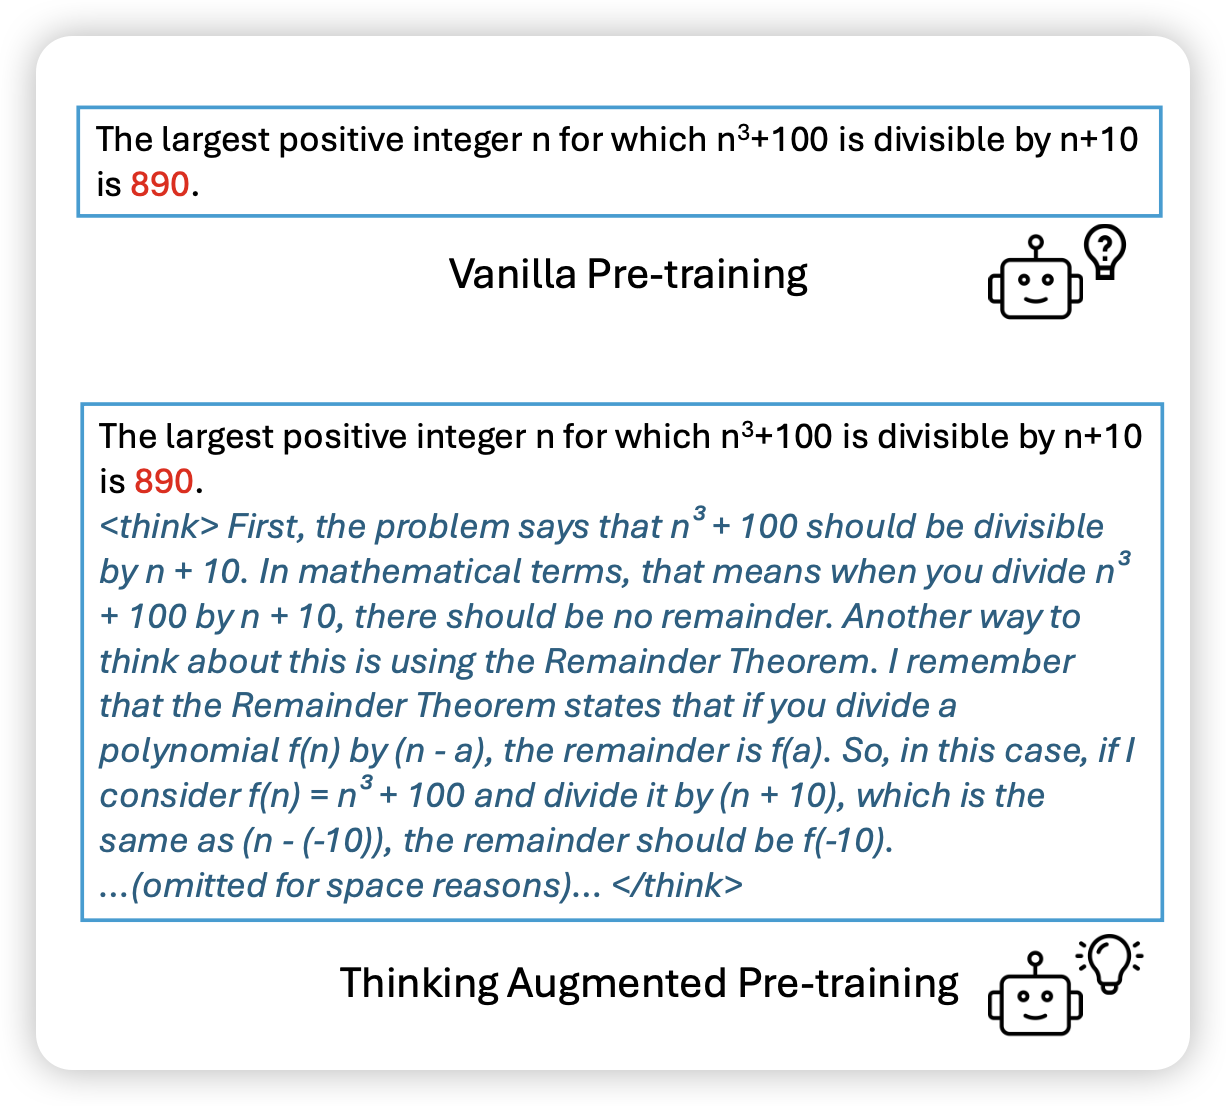 The largest positive integer n for which n³+100 is divisible by n+10
is 890.
Vanilla Pre-training
?
The largest positive integer n for which n³+100 is divisible by n+10
is 890.
<think> First, the problem says that n³ + 100 should be divisible
by n + 10. In mathematical terms, that means when you divide n³
+ 100 by n + 10, there should be no remainder. Another way to
think about this is using the Remainder Theorem. I remember
that the Remainder Theorem states that if you divide a
polynomial f(n) by (n - a), the remainder is f(a). So, in this case, if I
consider f(n) = n³ + 100 and divide it by (n + 10), which is the
same as (n - (-10)), the remainder should be f(-10).
...(omitted for space reasons)... </think>
Thinking Augmented Pre-training